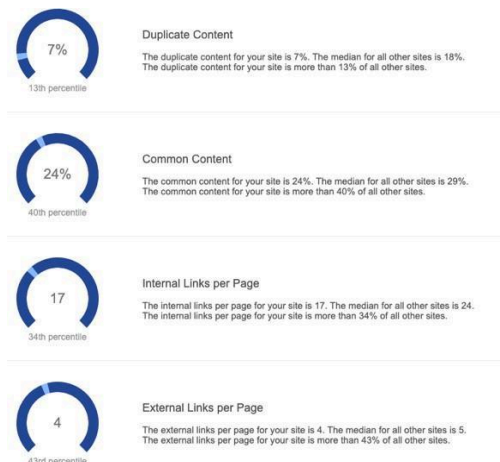 7%
13th percentile
Duplicate Content
The duplicate content for your site is 7%. The median for all other sites is 18%.
The duplicate content for your site is more than 13% of all other sites.
24%
40th percentile
Common Content
The common content for your site is 24%. The median for all other sites is 29%.
The common content for your site is more than 40% of all other sites.
17
34th percentile
Internal Links per Page
The internal links per page for your site is 17. The median for all other sites is 24.
The internal links per page for your site is more than 34% of all other sites.
4
43rd percentile
External Links per Page
The external links per page for your site is 4. The median for all other sites is 5.
The external links per page for your site is more than 43% of all other sites.